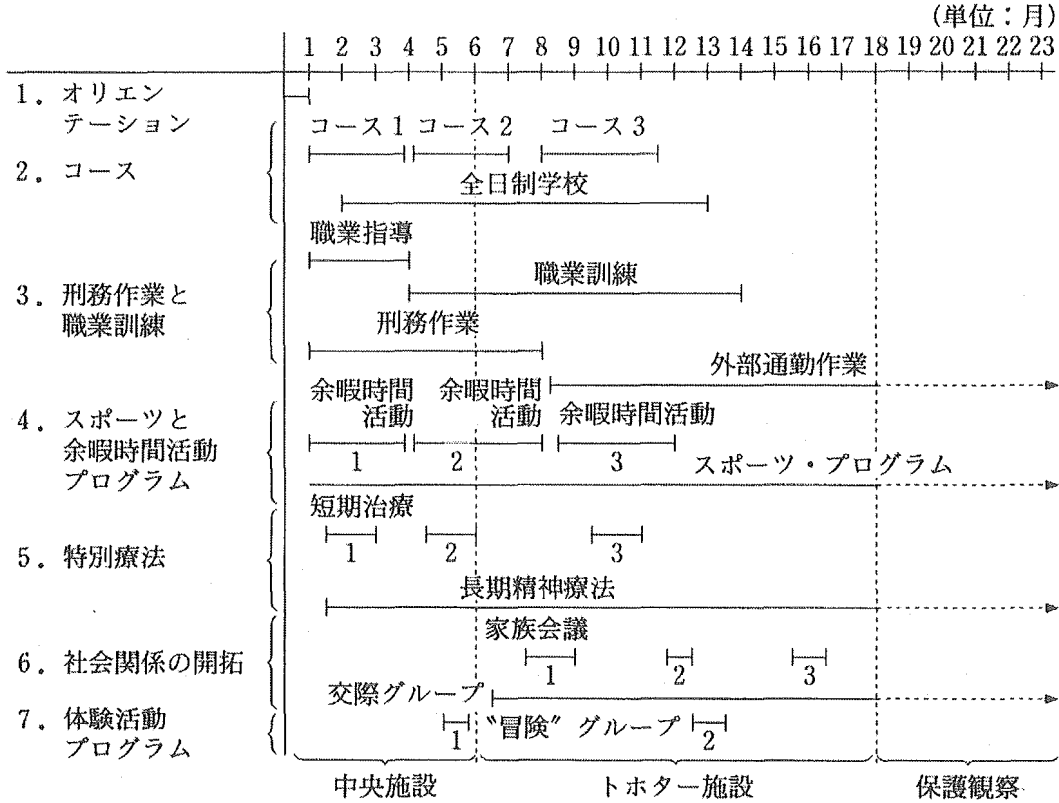 (単位：月)
1 2 3 4 5 6 7 8 9 10 11 12 13 14 15 16 17 18 19 20 21 22 23
1．オリエン
テーション
コース1 コース2 コース3
2．コース
全日制学校
職業指導
職業訓練
3．刑務作業と
職業訓練
刑務作業
外部通勤作業
余暇時間
活動
余暇時間
活動
余暇時間活動
4．スポーツと
余暇時間活動
プログラム
1 2 3
スポーツ・プログラム
短期治療
1 2 3
5．特別療法
長期精神療法
家族会議
6．社会関係の開拓
1 2 3
交際グループ
7．体験活動
プログラム
1 〝冒険〟グループ 2
中央施設 トホター施設 保護観察